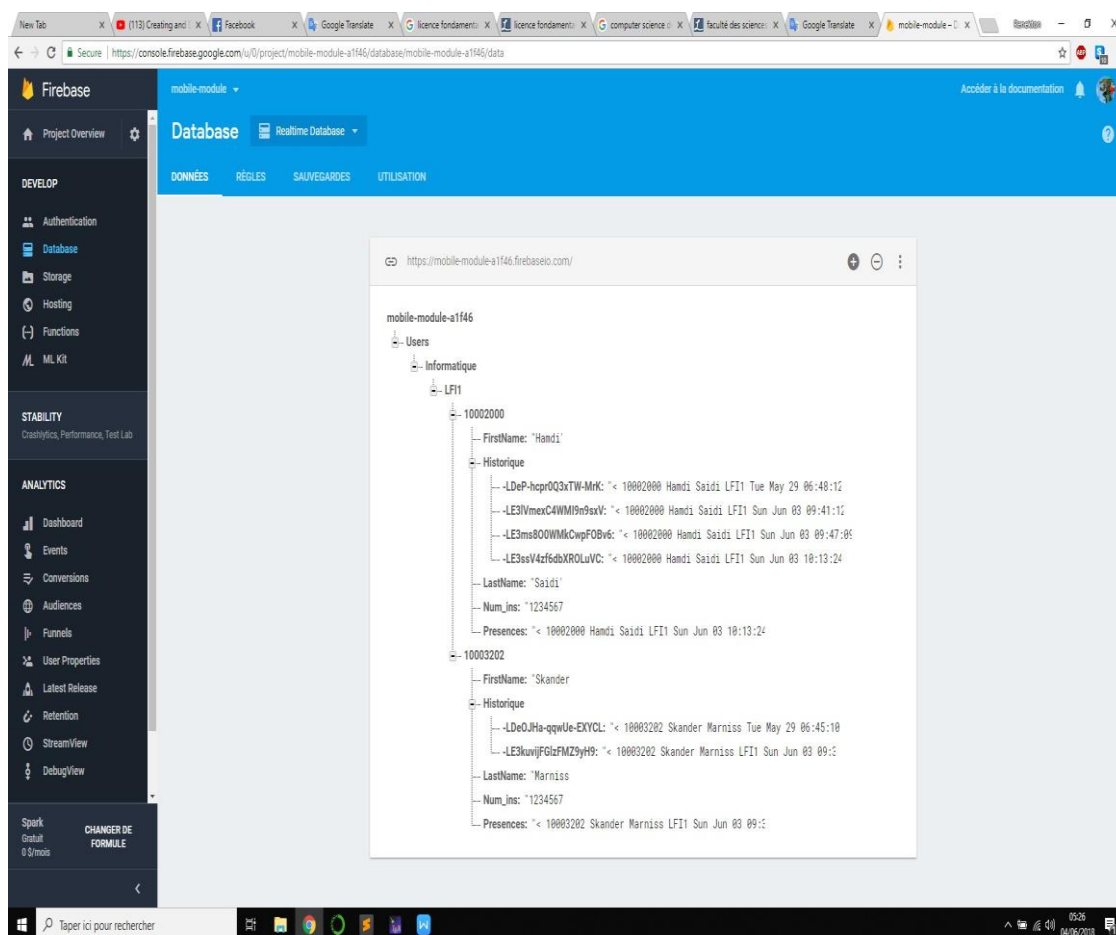 New Tab
(113) Creating and
Facebook
Google Translate
licence fondament
licence fondament
computer science d
faculté des science
Google Translate
mobile-module – D
Secure | https://console.firebase.google.com/u/0/project/mobile-module-a1f46/database/mobile-module-a1f46/data
ABP
10
Firebase
mobile-module
Accéder à la documentation
Project Overview
Database
Realtime Database
DONNÉES RÈGLES SAUVEGARDES UTILISATION
DEVELOP
Authentication
Database
Storage
Hosting
Functions
ML Kit
STABILITY
Crashlytics, Performance, Test Lab
ANALYTICS
Dashboard
Events
Conversions
Audiences
Funnels
User Properties
Latest Release
Retention
StreamView
DebugView
Spark
Gratuit
0 $/mois
CHANGER DE
FORMULE
https://mobile-module-a1f46.firebaseio.com/
mobile-module-a1f46
Users
Informatique
LFI1
10002000
FirstName: "Hamdi"
Historique
-LDeP-hcpr0Q3xTW-MrK: "< 10002000 Hamdi Saidi LFI1 Tue May 29 06:48:12
-LE3lVmexC4WMI9n9sxV: "< 10002000 Hamdi Saidi LFI1 Sun Jun 03 09:41:12
-LE3ms8O0WMkCwpFOBv6: "< 10002000 Hamdi Saidi LFI1 Sun Jun 03 09:47:09
-LE3ssV4zf6dbXROLuVC: "< 10002000 Hamdi Saidi LFI1 Sun Jun 03 10:13:24
LastName: "Saidi"
Num_ins: "1234567
Presences: "< 10002000 Hamdi Saidi LFI1 Sun Jun 03 10:13:24
10003202
FirstName: "Skander
Historique
-LDeOJHa-qqwUe-EXYCL: "< 10003202 Skander Marniss Tue May 29 06:45:10
-LE3kuvijFGlzFMZ9yH9: "< 10003202 Skander Marniss LFI1 Sun Jun 03 09:3
LastName: "Marniss
Num_ins: "1234567
Presences: "< 10003202 Skander Marniss LFI1 Sun Jun 03 09:3
Taper ici pour rechercher
05:26
04/06/2018